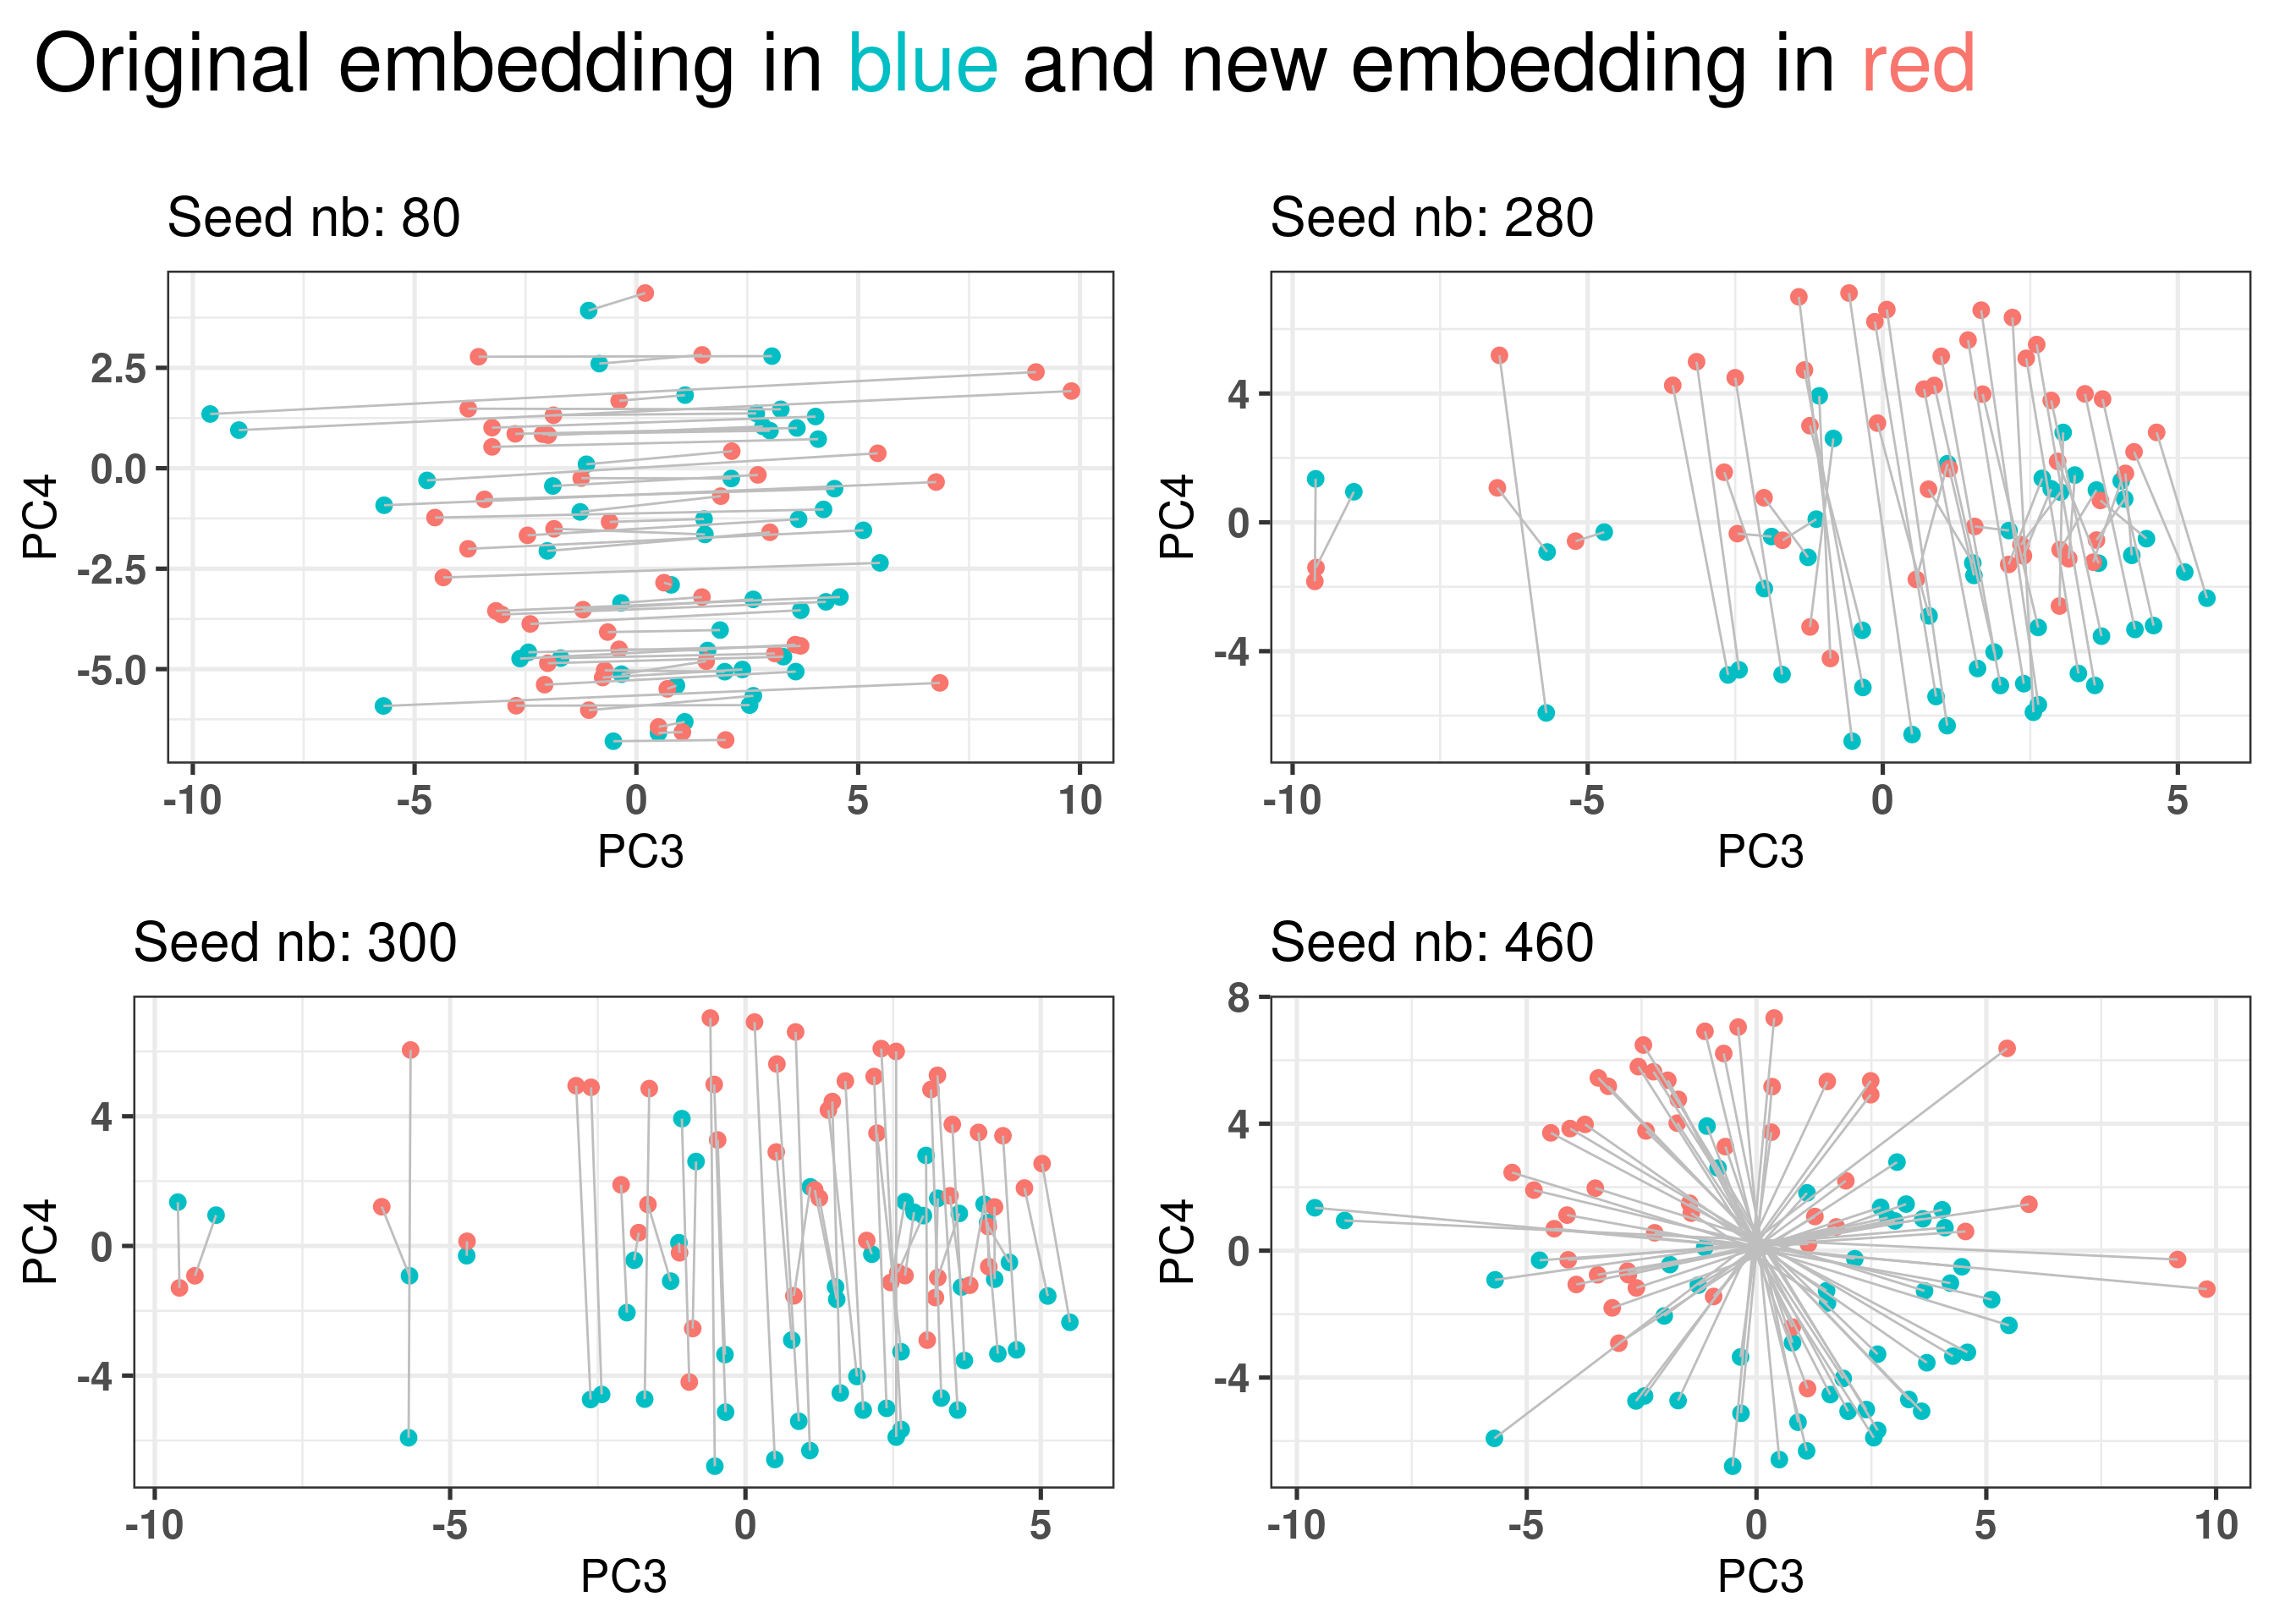 Original embedding in blue and new embedding in red
Seed nb: 80
2.5
0.0
-2.5
-5.0
PC4
-10 -5 0 5 10
PC3
Seed nb: 280
4
0
-4
PC4
-10 -5 0 5
PC3
Seed nb: 300
4
0
-4
PC4
-10 -5 0 5
PC3
Seed nb: 460
8
4
0
-4
PC4
-10 -5 0 5 10
PC3